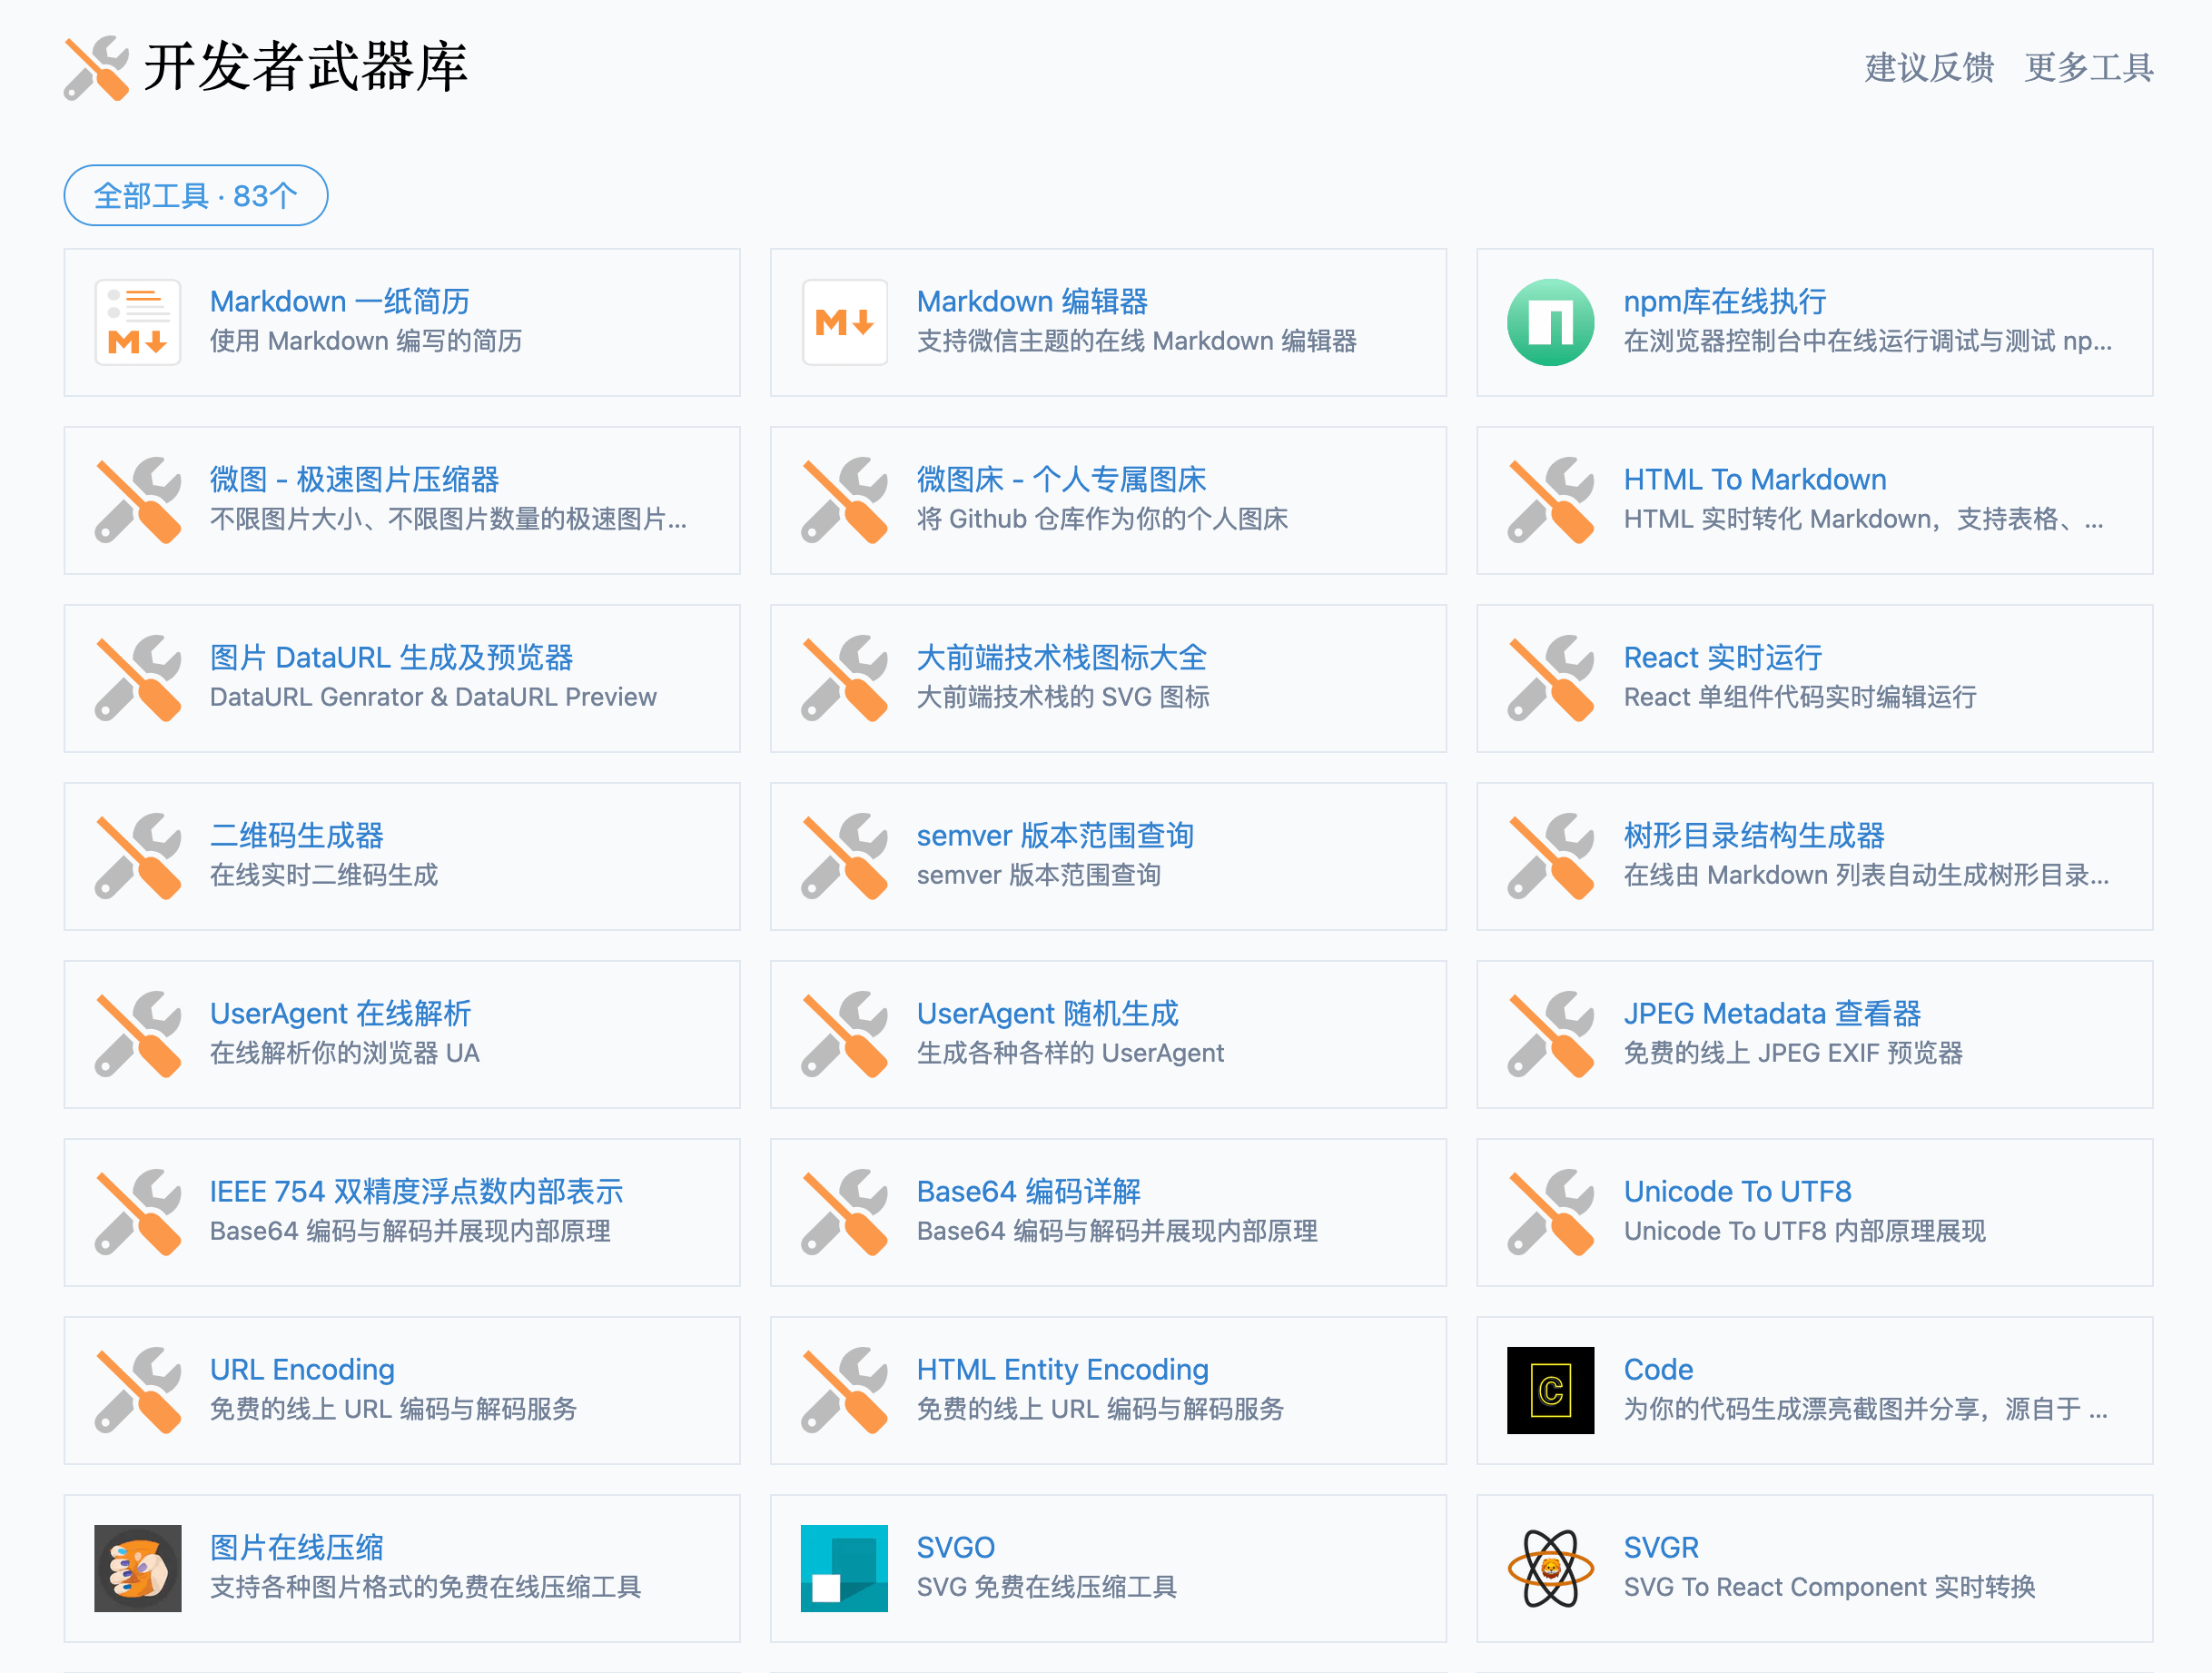 开发者武器库
建议反馈 更多工具
全部工具 · 83个
Markdown 一纸简历
使用 Markdown 编写的简历
Markdown 编辑器
支持微信主题的在线 Markdown 编辑器
npm库在线执行
在浏览器控制台中在线运行调试与测试 np...
微图 - 极速图片压缩器
不限图片大小、不限图片数量的极速图片...
微图床 - 个人专属图床
将 Github 仓库作为你的个人图床
HTML To Markdown
HTML 实时转化 Markdown，支持表格、...
图片 DataURL 生成及预览器
DataURL Genrator & DataURL Preview
大前端技术栈图标大全
大前端技术栈的 SVG 图标
React 实时运行
React 单组件代码实时编辑运行
二维码生成器
在线实时二维码生成
semver 版本范围查询
semver 版本范围查询
树形目录结构生成器
在线由 Markdown 列表自动生成树形目录...
UserAgent 在线解析
在线解析你的浏览器 UA
UserAgent 随机生成
生成各种各样的 UserAgent
JPEG Metadata 查看器
免费的线上 JPEG EXIF 预览器
IEEE 754 双精度浮点数内部表示
Base64 编码与解码并展现内部原理
Base64 编码详解
Base64 编码与解码并展现内部原理
Unicode To UTF8
Unicode To UTF8 内部原理展现
URL Encoding
免费的线上 URL 编码与解码服务
HTML Entity Encoding
免费的线上 URL 编码与解码服务
Code
为你的代码生成漂亮截图并分享，源自于 ...
图片在线压缩
支持各种图片格式的免费在线压缩工具
SVGO
SVG 免费在线压缩工具
SVGR
SVG To React Component 实时转换